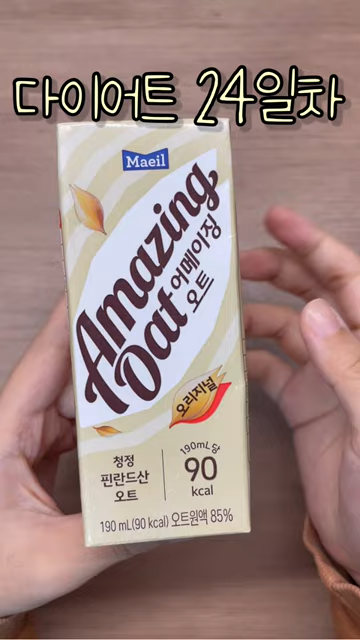 다이어트 24일차
Maeil
Amazing
Oat
어메이징
오트
오리지널
청정
핀란드산
오트
190mL당
90
kcal
190 mL(90 kcal) 오트원액 85%